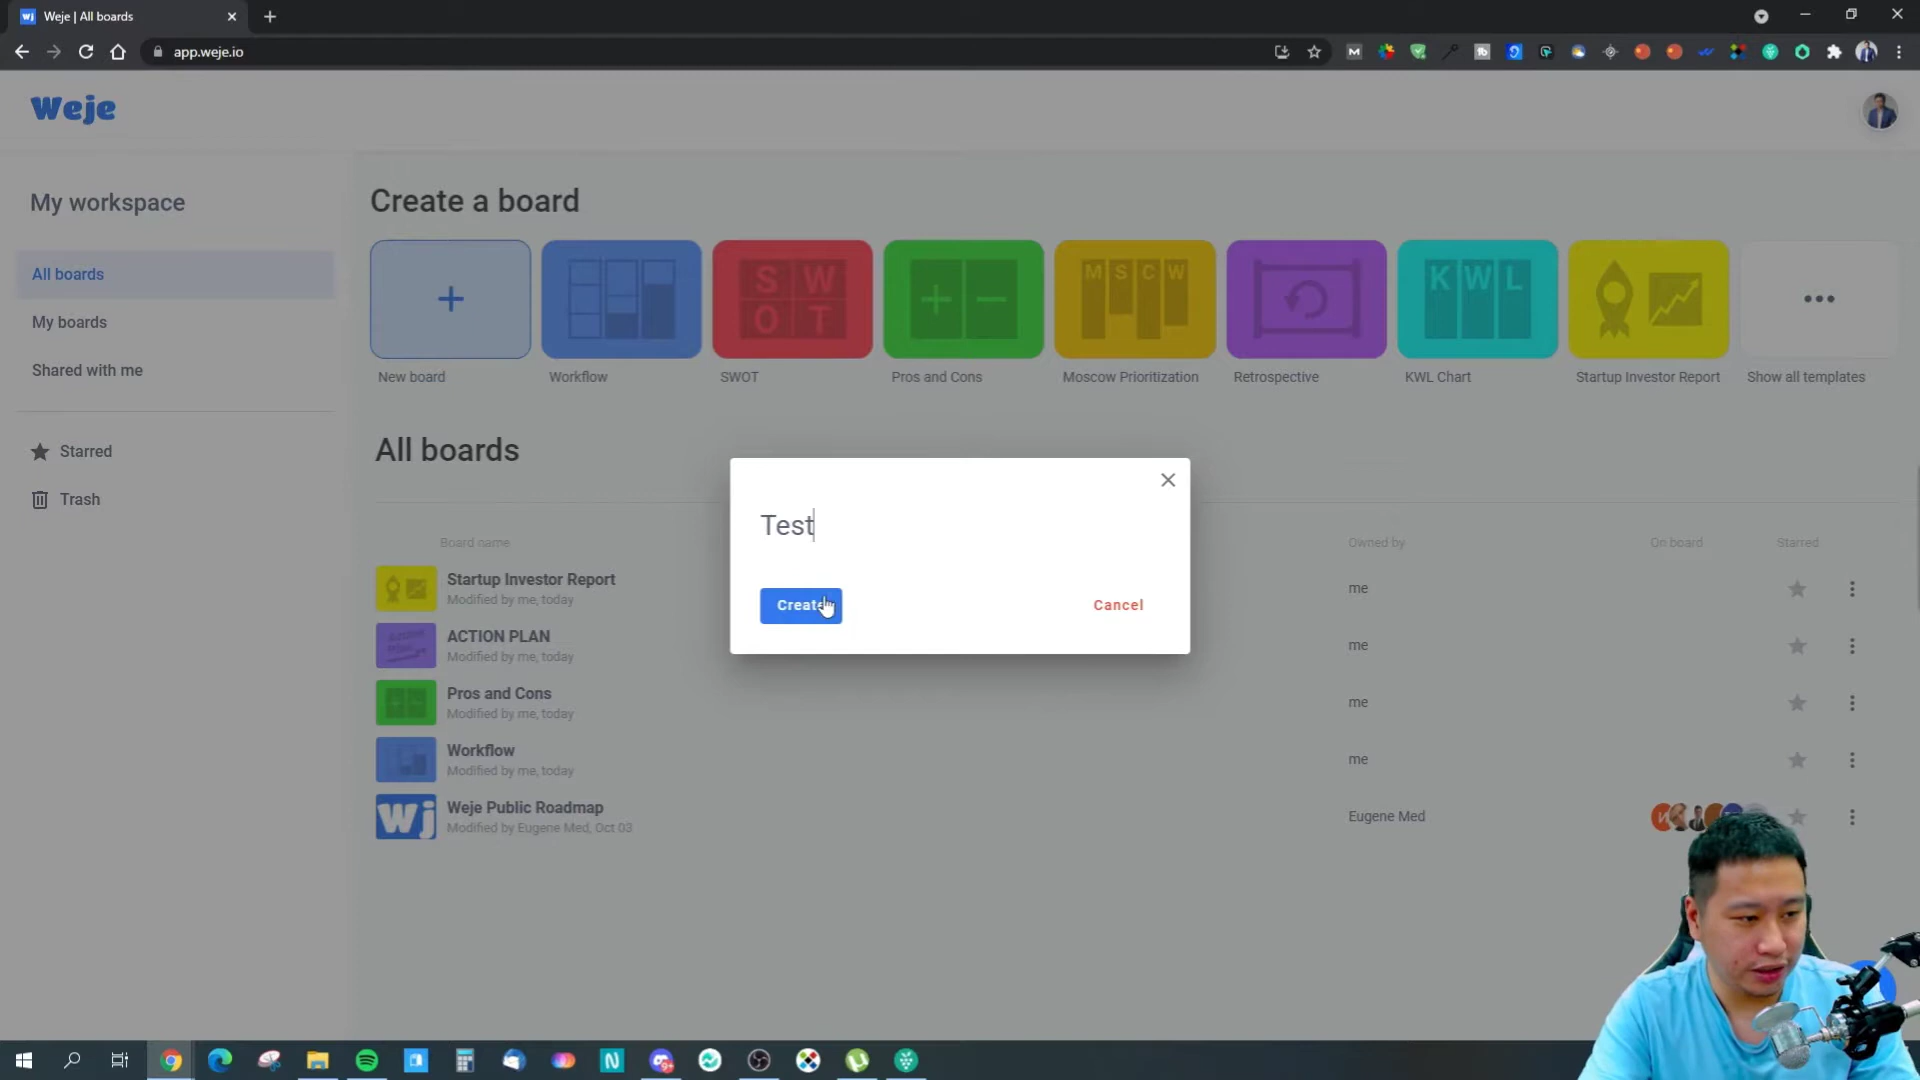 Weje | All boards
app.weje.io
Weje
My workspace
All boards
My boards
Shared with me
Starred
Trash
Create a board
S W
O T
M S C W
K W L
New board
Workflow
SWOT
Pros and Cons
Moscow Prioritization
Retrospective
KWL Chart
Startup Investor Report
Show all templates
All boards
Test
Create
Cancel
Board name
Owned by
On board
Starred
Startup Investor Report
Modified by me, today
me
ACTION PLAN
Modified by me, today
me
Pros and Cons
Modified by me, today
me
Workflow
Modified by me, today
me
Wj
Weje Public Roadmap
Modified by Eugene Med, Oct 03
Eugene Med